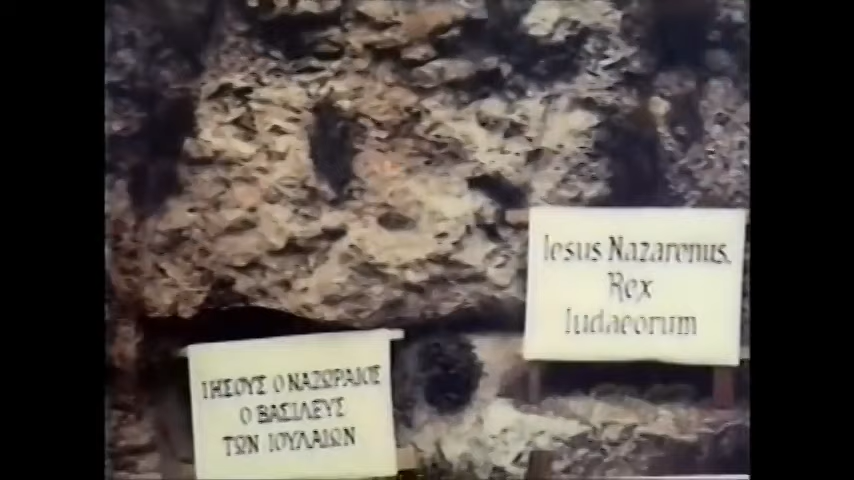 Iesus Nazarenus,
Rex
Iudaeorum
ΙΗΣΟΥΣ Ο ΝΑΖΩΡΑΙΟΣ
Ο ΒΑΣΙΛΕΥΣ
ΤΩΝ ΙΟΥΔΑΙΩΝ